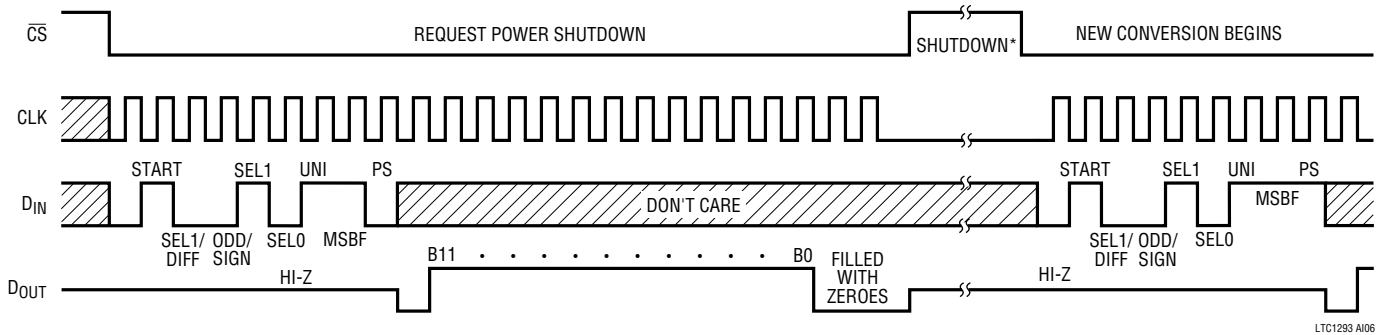 CS
REQUEST POWER SHUTDOWN
SHUTDOWN*
NEW CONVERSION BEGINS
CLK
START
SEL1
UNI
PS
START
SEL1
UNI
PS
DIN
DON'T CARE
MSBF
SEL1/
DIFF
ODD/
SIGN
SEL0
MSBF
SEL1/
DIFF
ODD/
SIGN
SEL0
DOUT
HI-Z
B11
B0
FILLED
WITH
ZEROES
HI-Z
LTC1293 AI06